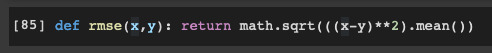 [85] def rmse(x,y): return math.sqrt(((x-y)**2).mean())